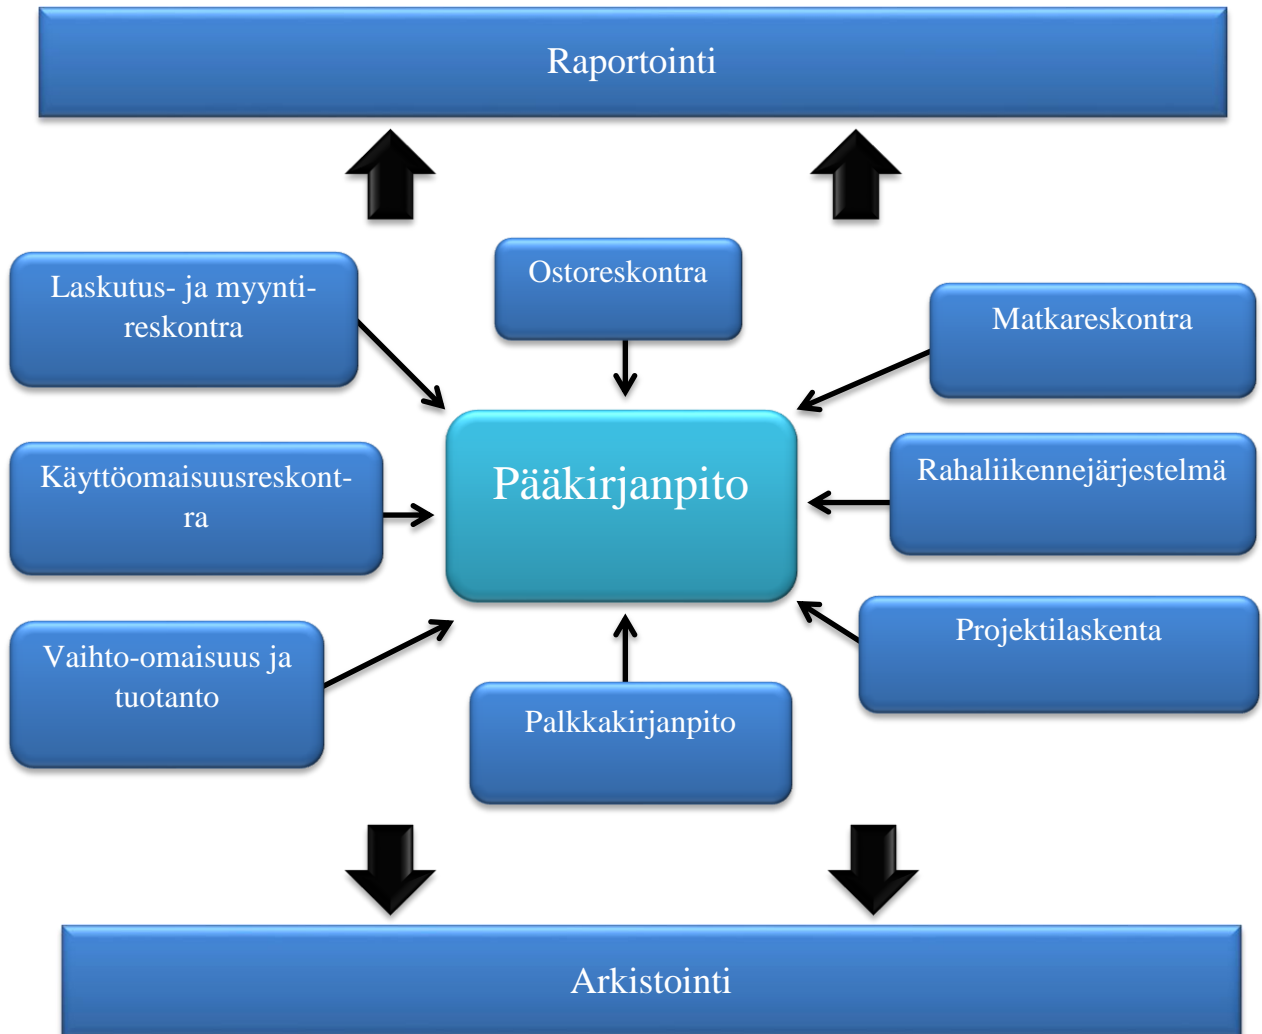 Raportointi
Ostoreskontra
Laskutus- ja myynti-
reskontra
Matkareskontra
Käyttöomaisuusreskont-
ra
Pääkirjanpito
Rahaliikennejärjestelmä
Vaihto-omaisuus ja
tuotanto
Projektilaskenta
Palkkakirjanpito
Arkistointi